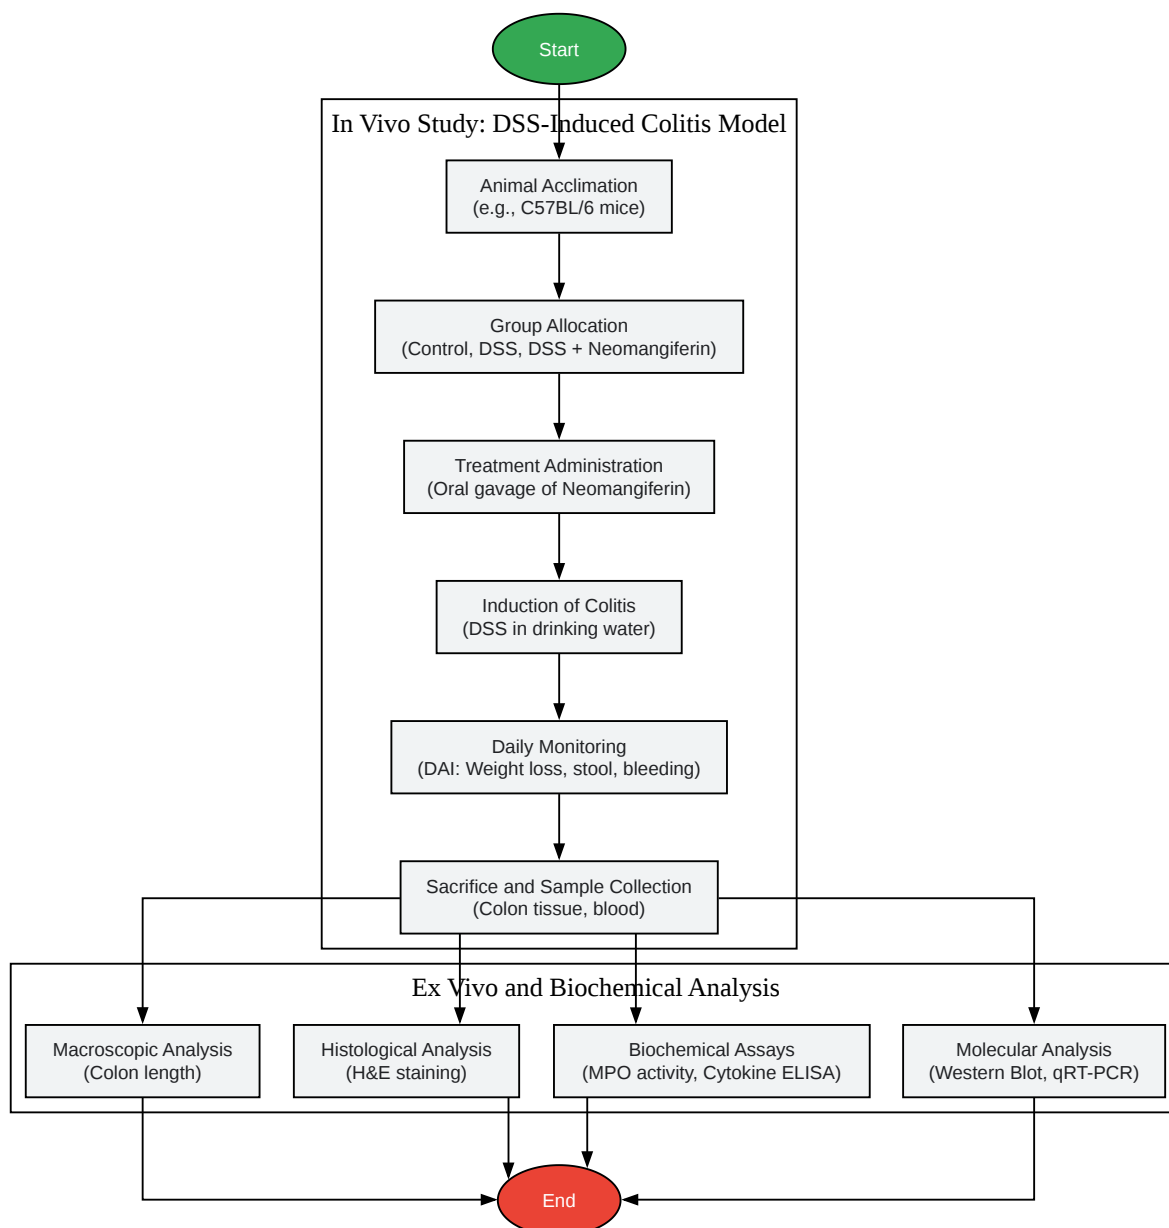 Start
In Vivo Study: DSS-Induced Colitis Model
Animal Acclimation
(e.g., C57BL/6 mice)
Group Allocation
(Control, DSS, DSS + Neomangiferin)
Treatment Administration
(Oral gavage of Neomangiferin)
Induction of Colitis
(DSS in drinking water)
Daily Monitoring
(DAI: Weight loss, stool, bleeding)
Sacrifice and Sample Collection
(Colon tissue, blood)
Ex Vivo and Biochemical Analysis
Macroscopic Analysis
(Colon length)
Histological Analysis
(H&E staining)
Biochemical Assays
(MPO activity, Cytokine ELISA)
Molecular Analysis
(Western Blot, qRT-PCR)
End